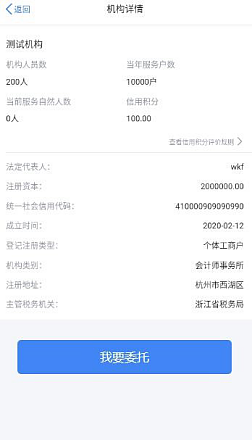 返回 机构详情
测试机构
机构人员数 当年服务户数
200人 10000户
当前服务自然人数 信用积分
0人 100.00
查看信用积分评价规则
法定代表人: wkf
注册资本: 2000000.00
统一社会信用代码: 410000909090990
成立时间: 2020-02-12
登记注册类型: 个体工商户
机构类别: 会计师事务所
注册地址: 杭州市西湖区
主管税务机关: 浙江省税务局
我要委托